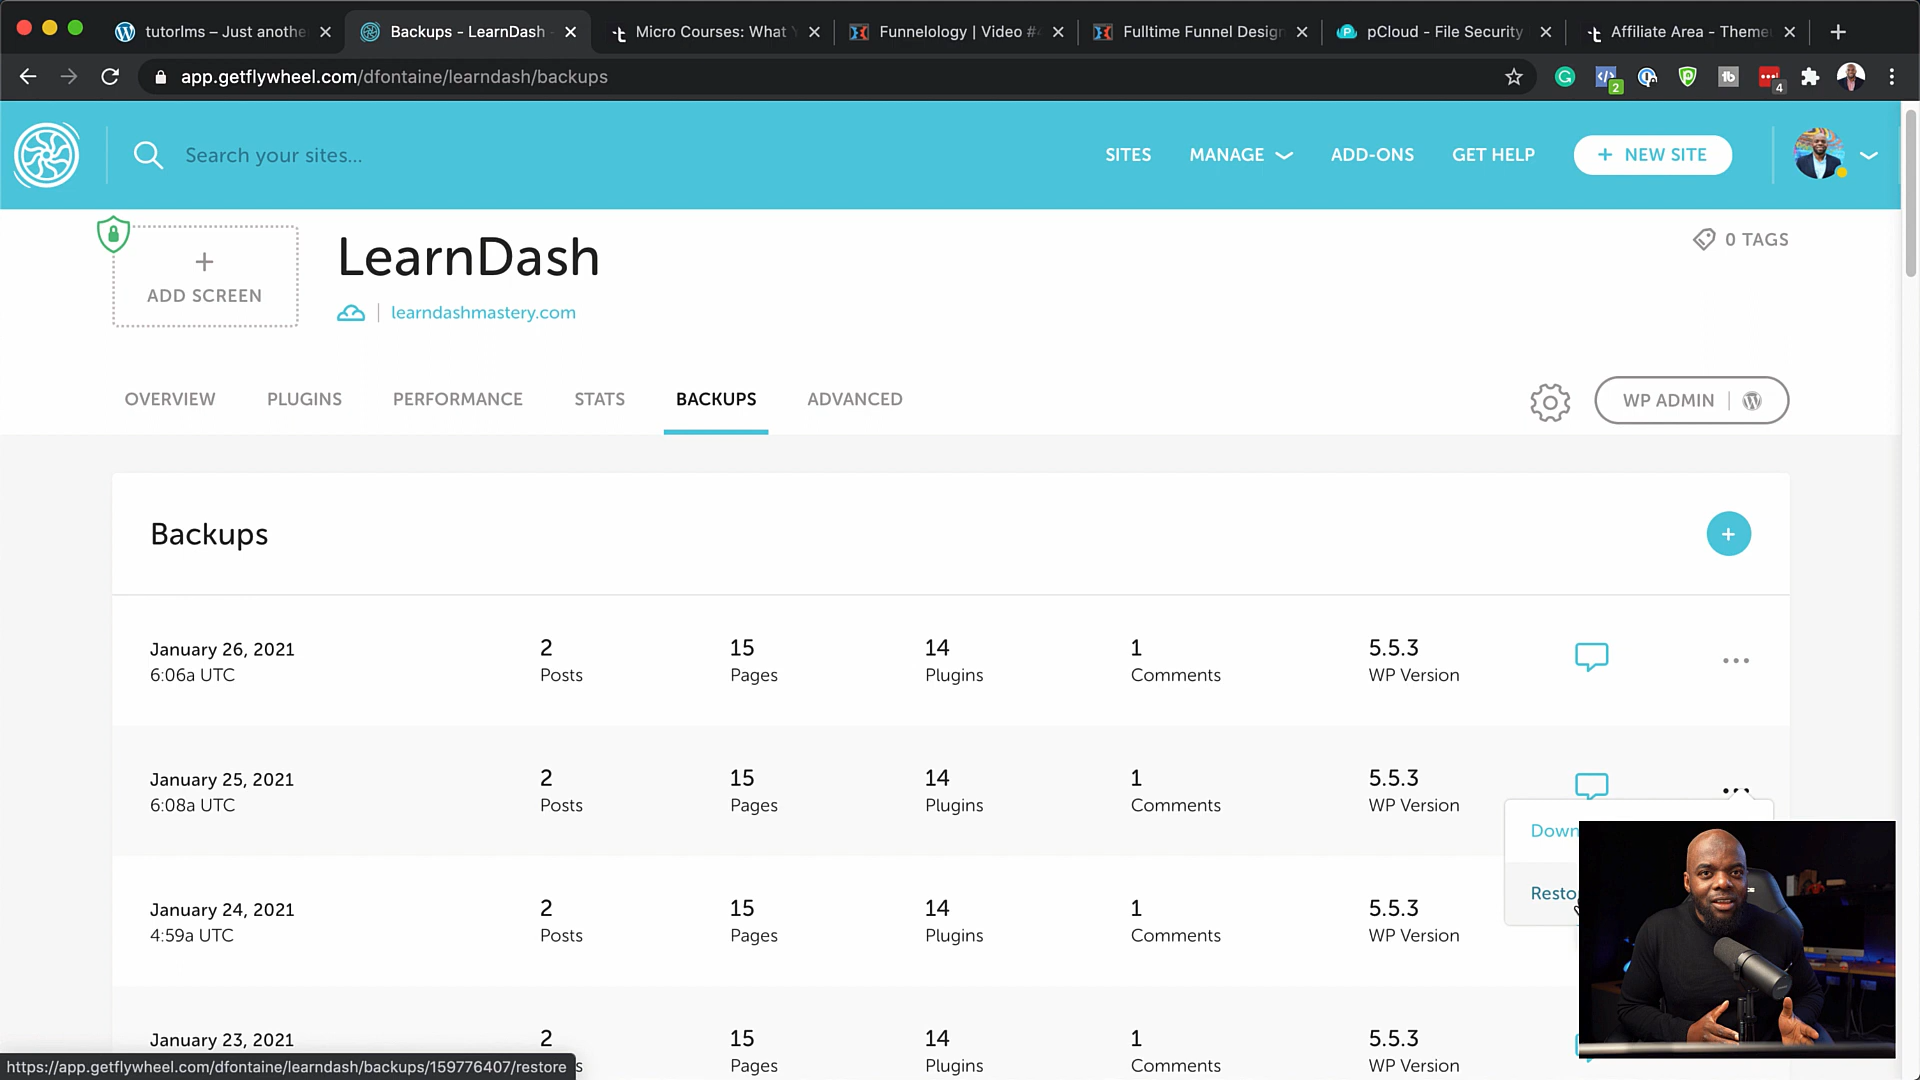 tutorlms – Just anothe
Backups - LearnDash
Micro Courses: What
Funnelology | Video #
Fulltime Funnel Design
pCloud - File Security
Affiliate Area - Theme
app.getflywheel.com/dfontaine/learndash/backups
2
4
Search your sites...
SITES
MANAGE
ADD-ONS
GET HELP
+ NEW SITE
+
ADD SCREEN
LearnDash
learndashmastery.com
0 TAGS
OVERVIEW
PLUGINS
PERFORMANCE
STATS
BACKUPS
ADVANCED
WP ADMIN
Backups
+
January 26, 2021
6:06a UTC
2
Posts
15
Pages
14
Plugins
1
Comments
5.5.3
WP Version
January 25, 2021
6:08a UTC
2
Posts
15
Pages
14
Plugins
1
Comments
5.5.3
WP Version
Down
Resto
January 24, 2021
4:59a UTC
2
Posts
15
Pages
14
Plugins
1
Comments
5.5.3
WP Version
January 23, 2021
2
15
Pages
14
Plugins
1
Comments
5.5.3
WP Version
https://app.getflywheel.com/dfontaine/learndash/backups/159776407/restore